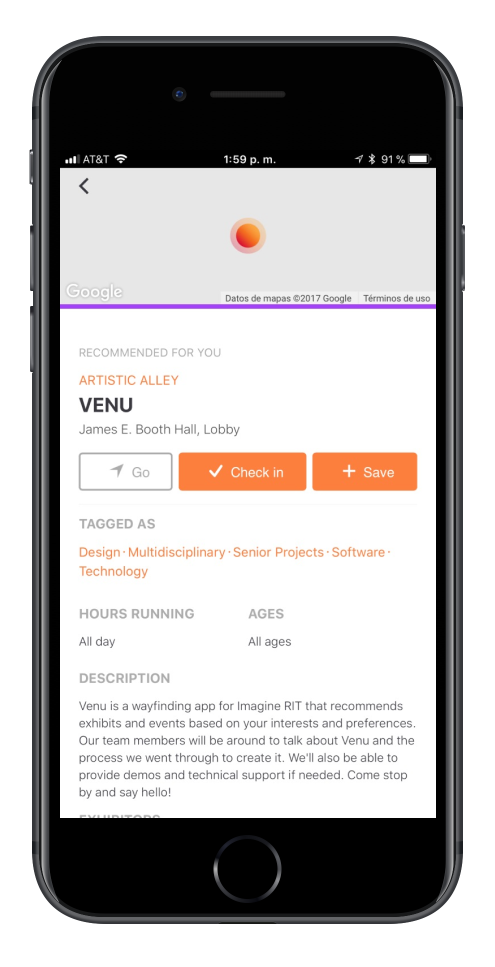 AT&T 1:59 p. m. 91 %
Google Datos de mapas ©2017 Google Términos de uso
RECOMMENDED FOR YOU
ARTISTIC ALLEY
VENU
James E. Booth Hall, Lobby
Go Check in Save
TAGGED AS
Design · Multidisciplinary · Senior Projects · Software ·
Technology
HOURS RUNNING AGES
All day All ages
DESCRIPTION
Venu is a wayfinding app for Imagine RIT that recommends
exhibits and events based on your interests and preferences.
Our team members will be around to talk about Venu and the
process we went through to create it. We'll also be able to
provide demos and technical support if needed. Come stop
by and say hello!
EXHIBITORS